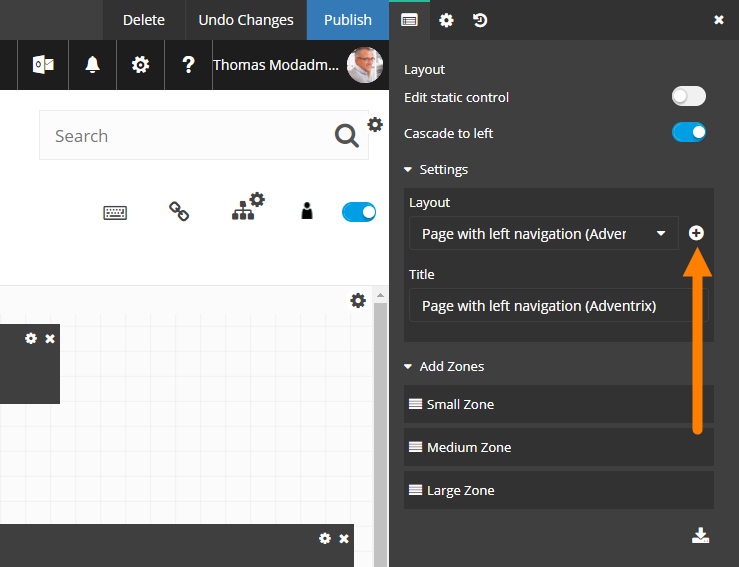 Delete Undo Changes Publish
Thomas Modadm...
Search
Layout
Edit static control
Cascade to left
Settings
Layout
Page with left navigation (Adver
Title
Page with left navigation (Adventrix)
Add Zones
Small Zone
Medium Zone
Large Zone